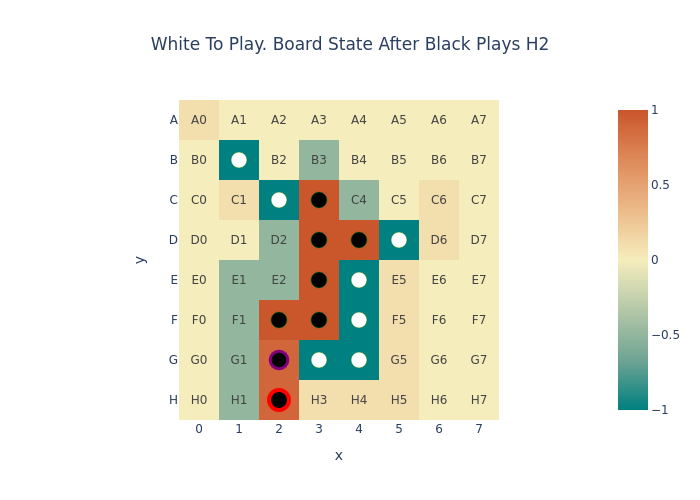 White To Play. Board State After Black Plays H2
A A0 A1 A2 A3 A4 A5 A6 A7
1
B B0 B2 B3 B4 B5 B6 B7
C C0 C1 C4 C5 C6 C7
0.5
D D0 D1 D2 D6 D7
y
0
E E0 E1 E2 E5 E6 E7
F F0 F1 F5 F6 F7
−0.5
G G0 G1 G5 G6 G7
H H0 H1 H3 H4 H5 H6 H7
−1
0 1 2 3 4 5 6 7
x